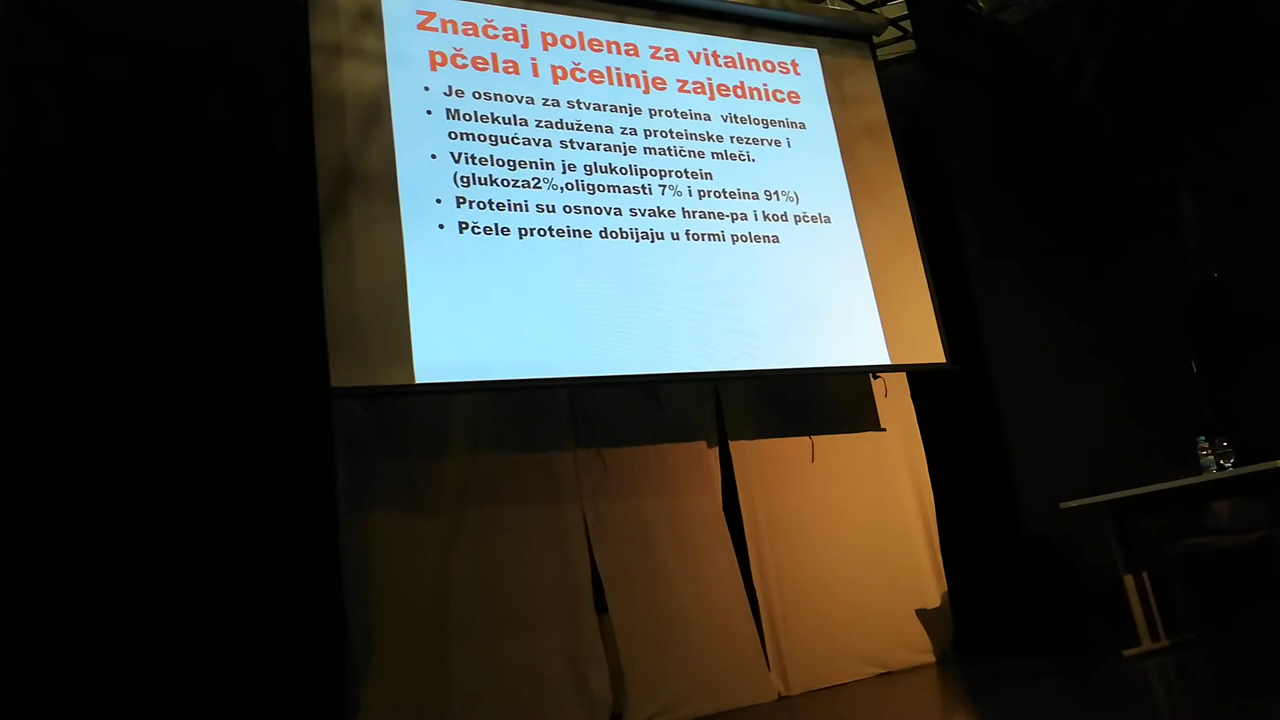 Značaj polena za vitalnost
pčela i pčelinje zajednice
• Je osnova za stvaranje proteina vitelogenina
• Molekula zadužena za proteinske rezerve i
omogućava stvaranje matične mleči.
• Vitelogenin je glukolipoprotein
(glukoza2%,oligomasti 7% i proteina 91%)
• Proteini su osnova svake hrane-pa i kod pčela
• Pčele proteine dobijaju u formi polena